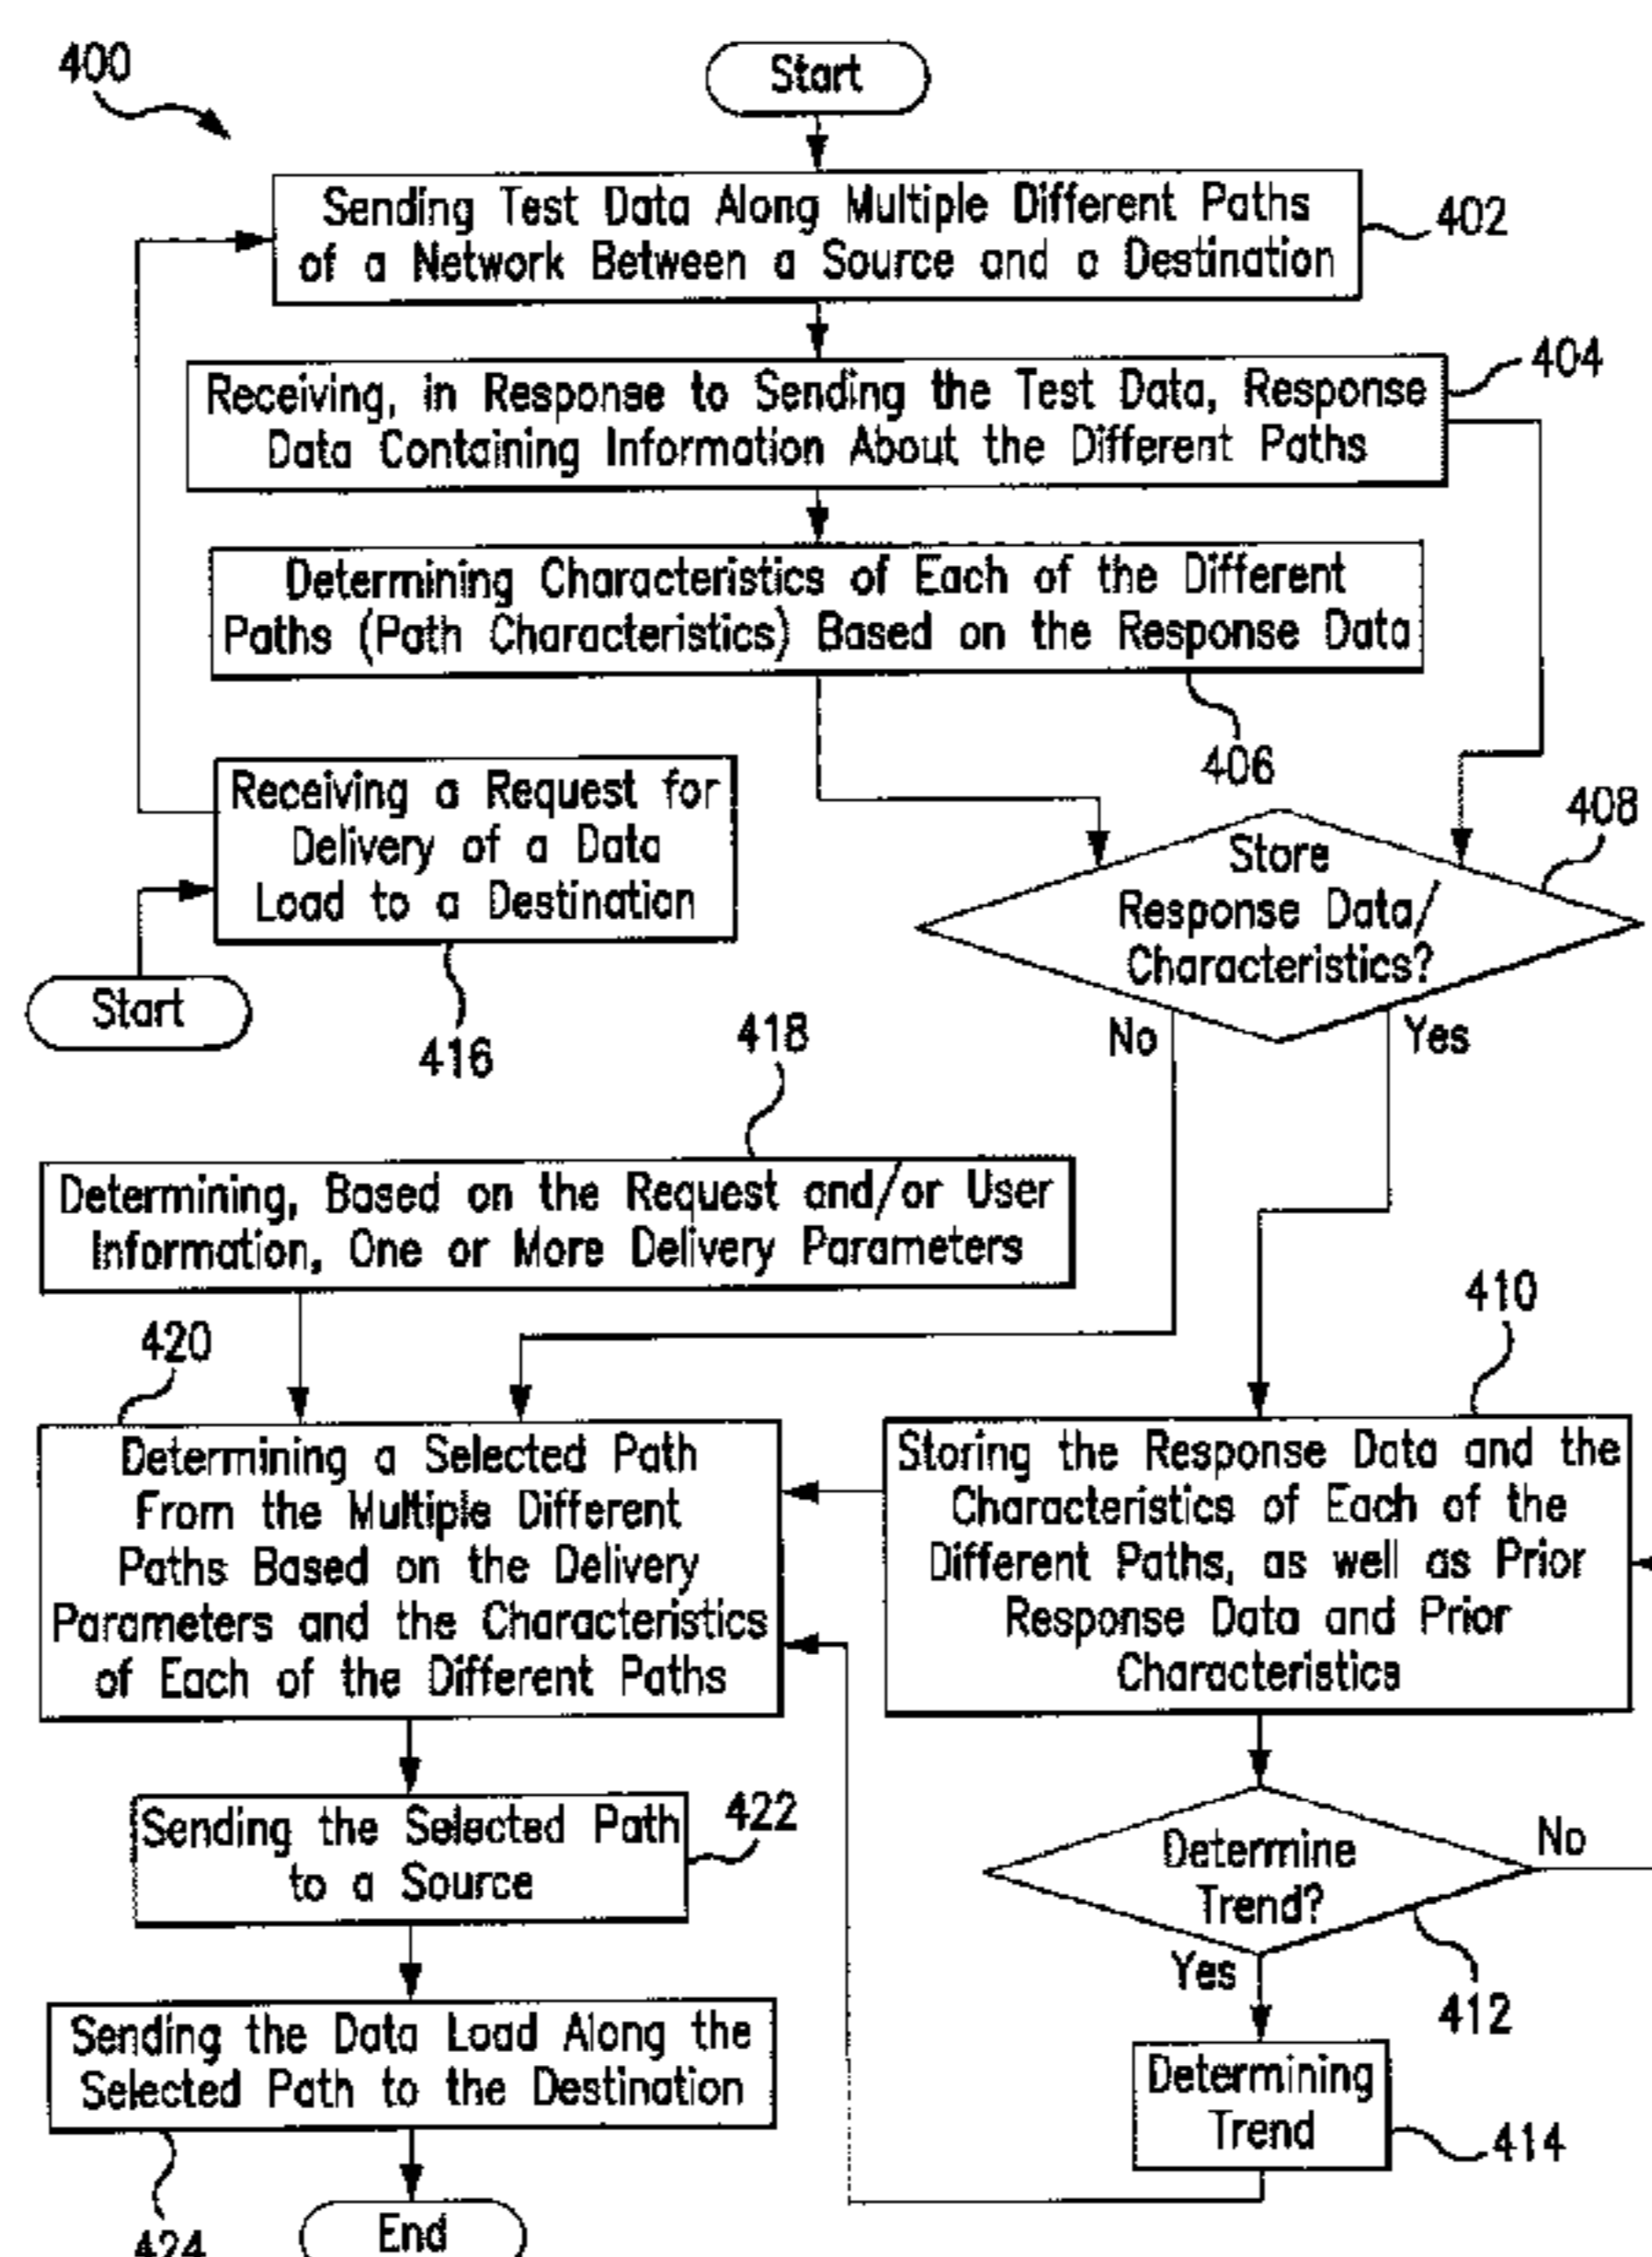 400
Start
Sending Test Data Along Multiple Different Paths
of a Network Between a Source and a Destination
402
Receiving, in Response to Sending the Test Data, Response
Data Containing Information About the Different Paths
404
Determining Characteristics of Each of the Different
Paths (Path Characteristics) Based on the Response Data
406
Receiving a Request for
Delivery of a Data
Load to a Destination
416
Start
Store
Response Data/
Characteristics?
408
No
Yes
418
Determining, Based on the Request and/or User
Information, One or More Delivery Parameters
420
Determining a Selected Path
From the Multiple Different
Paths Based on the Delivery
Parameters and the Characteristics
of Each of the Different Paths
410
Storing the Response Data and the
Characteristics of Each of the
Different Paths, as well as Prior
Response Data and Prior
Characteristics
Sending the Selected Path
to a Source
422
Determine
Trend?
No
Yes
412
Sending the Data Load Along the
Selected Path to the Destination
424
Determining
Trend
414
End